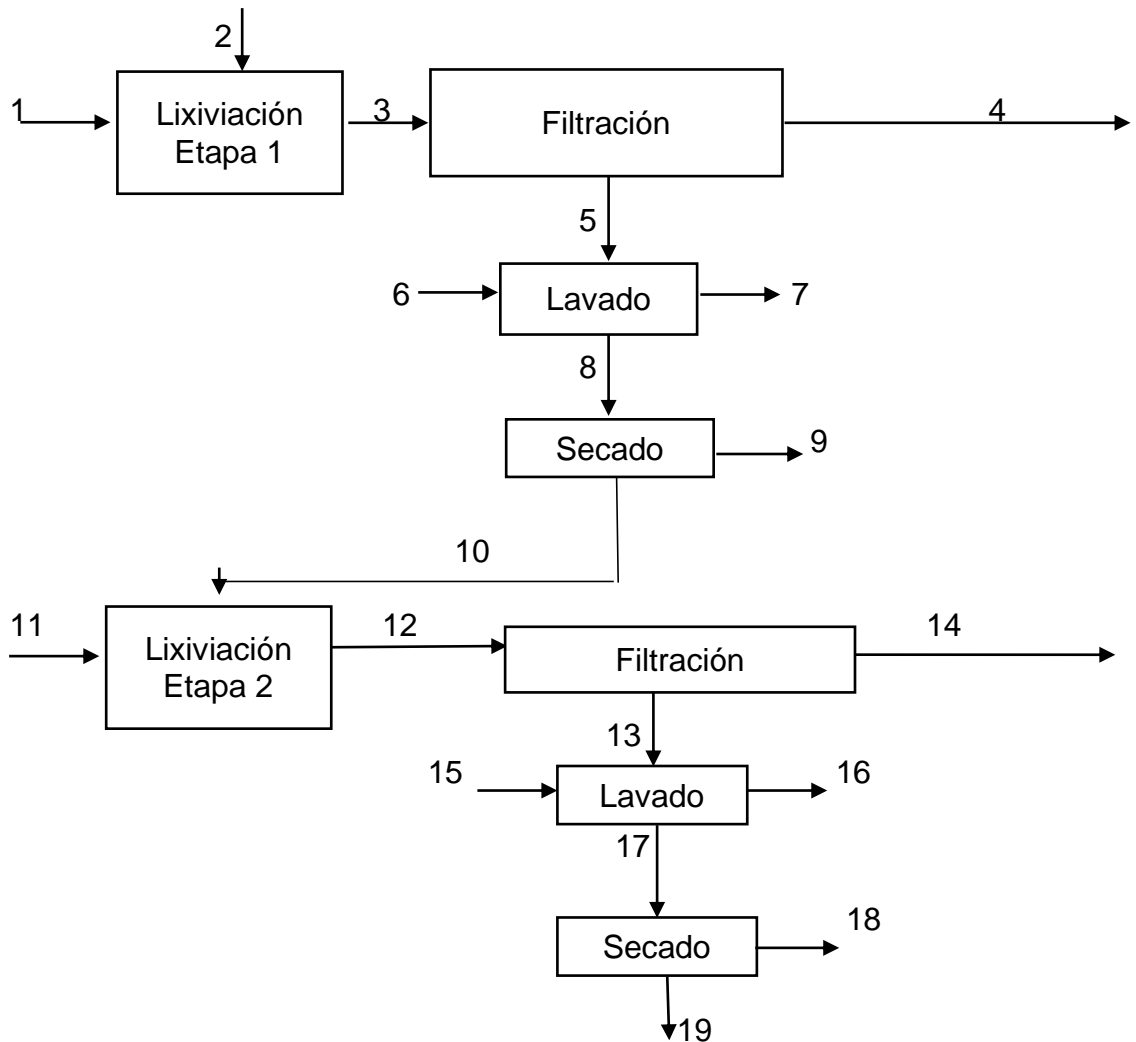 2
1
Lixiviación
Etapa 1
3
Filtración
4
5
6
Lavado
7
8
Secado
9
10
11
Lixiviación
Etapa 2
12
Filtración
14
13
15
Lavado
16
17
Secado
18
19